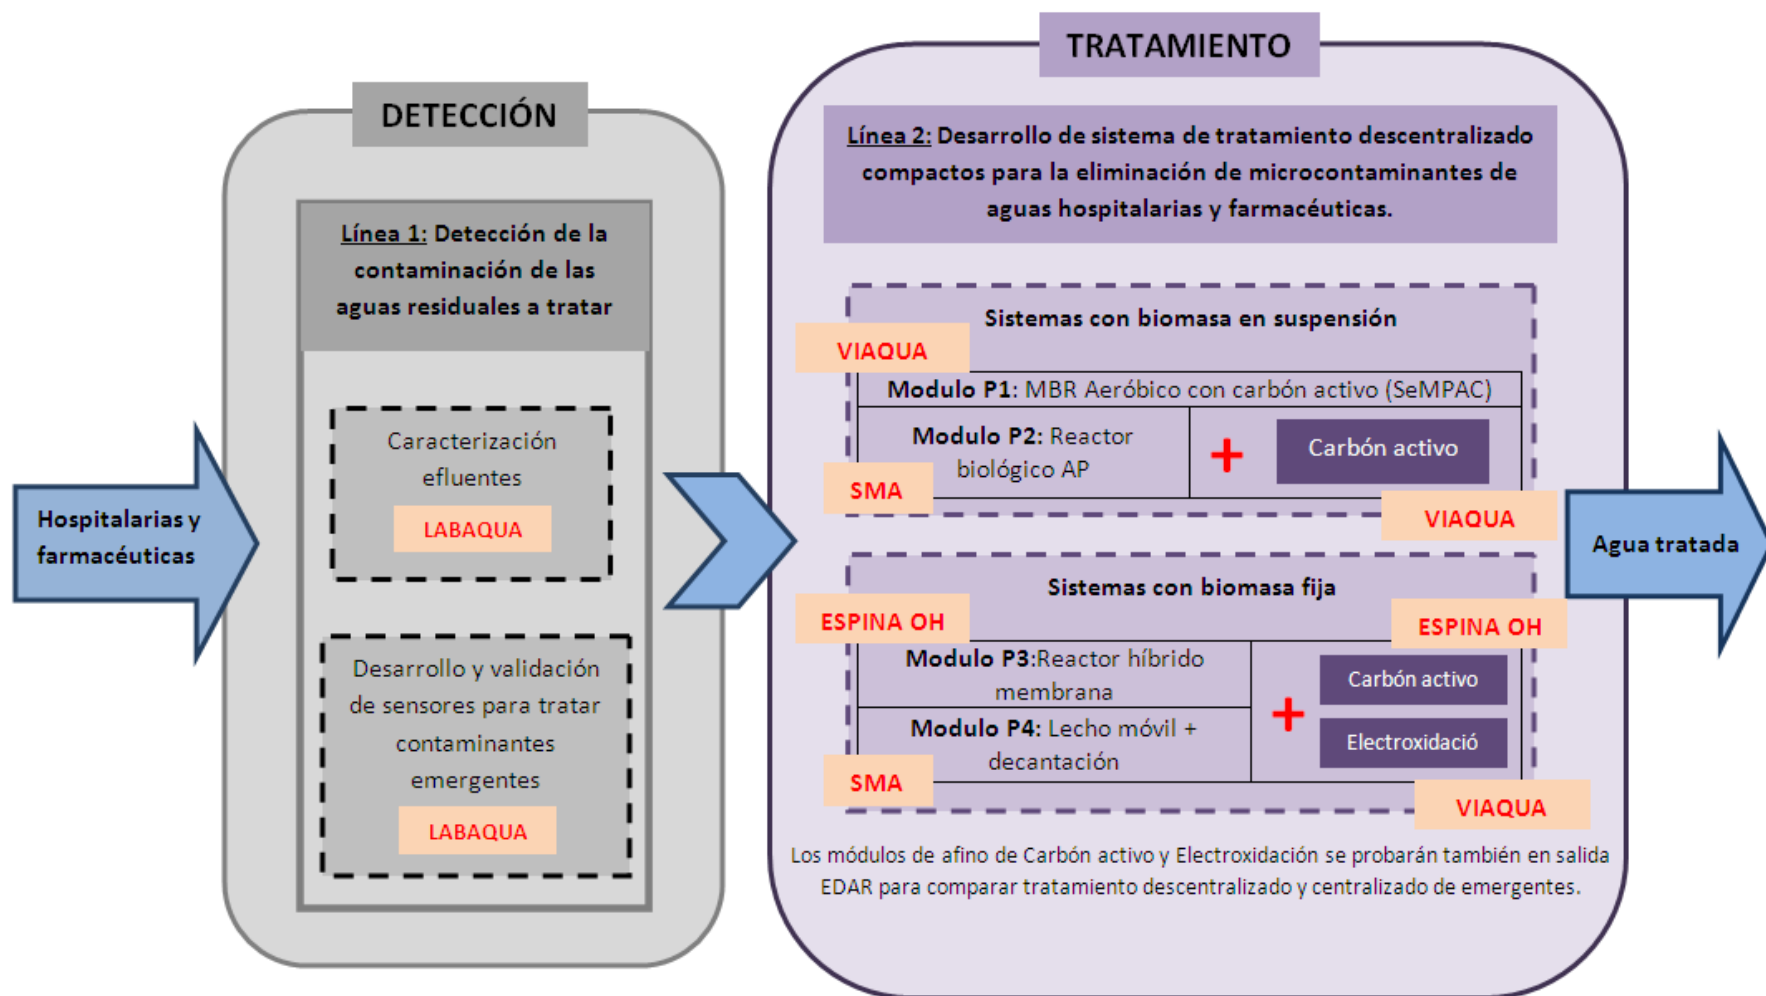 DETECCIÓN
Línea 1: Detección de la
contaminación de las
aguas residuales a tratar
Hospitalarias y
farmacéuticas
Caracterización
efluentes
LABAQUA
Desarrollo y validación
de sensores para tratar
contaminantes
emergentes
LABAQUA
TRATAMIENTO
Línea 2: Desarrollo de sistema de tratamiento descentralizado
compactos para la eliminación de microcontaminantes de
aguas hospitalarias y farmacéuticas.
Sistemas con biomasa en suspensión
VIAQUA
Modulo P1: MBR Aeróbico con carbón activo (SeMPAC)
Modulo P2: Reactor
biológico AP
SMA
+
Carbón activo
VIAQUA
Sistemas con biomasa fija
ESPINA OH
ESPINA OH
Modulo P3:Reactor híbrido
membrana
Modulo P4: Lecho móvil +
decantación
SMA
+
Carbón activo
Electroxidació
VIAQUA
Los módulos de afino de Carbón activo y Electroxidación se probarán también en salida
EDAR para comparar tratamiento descentralizado y centralizado de emergentes.
Agua tratada